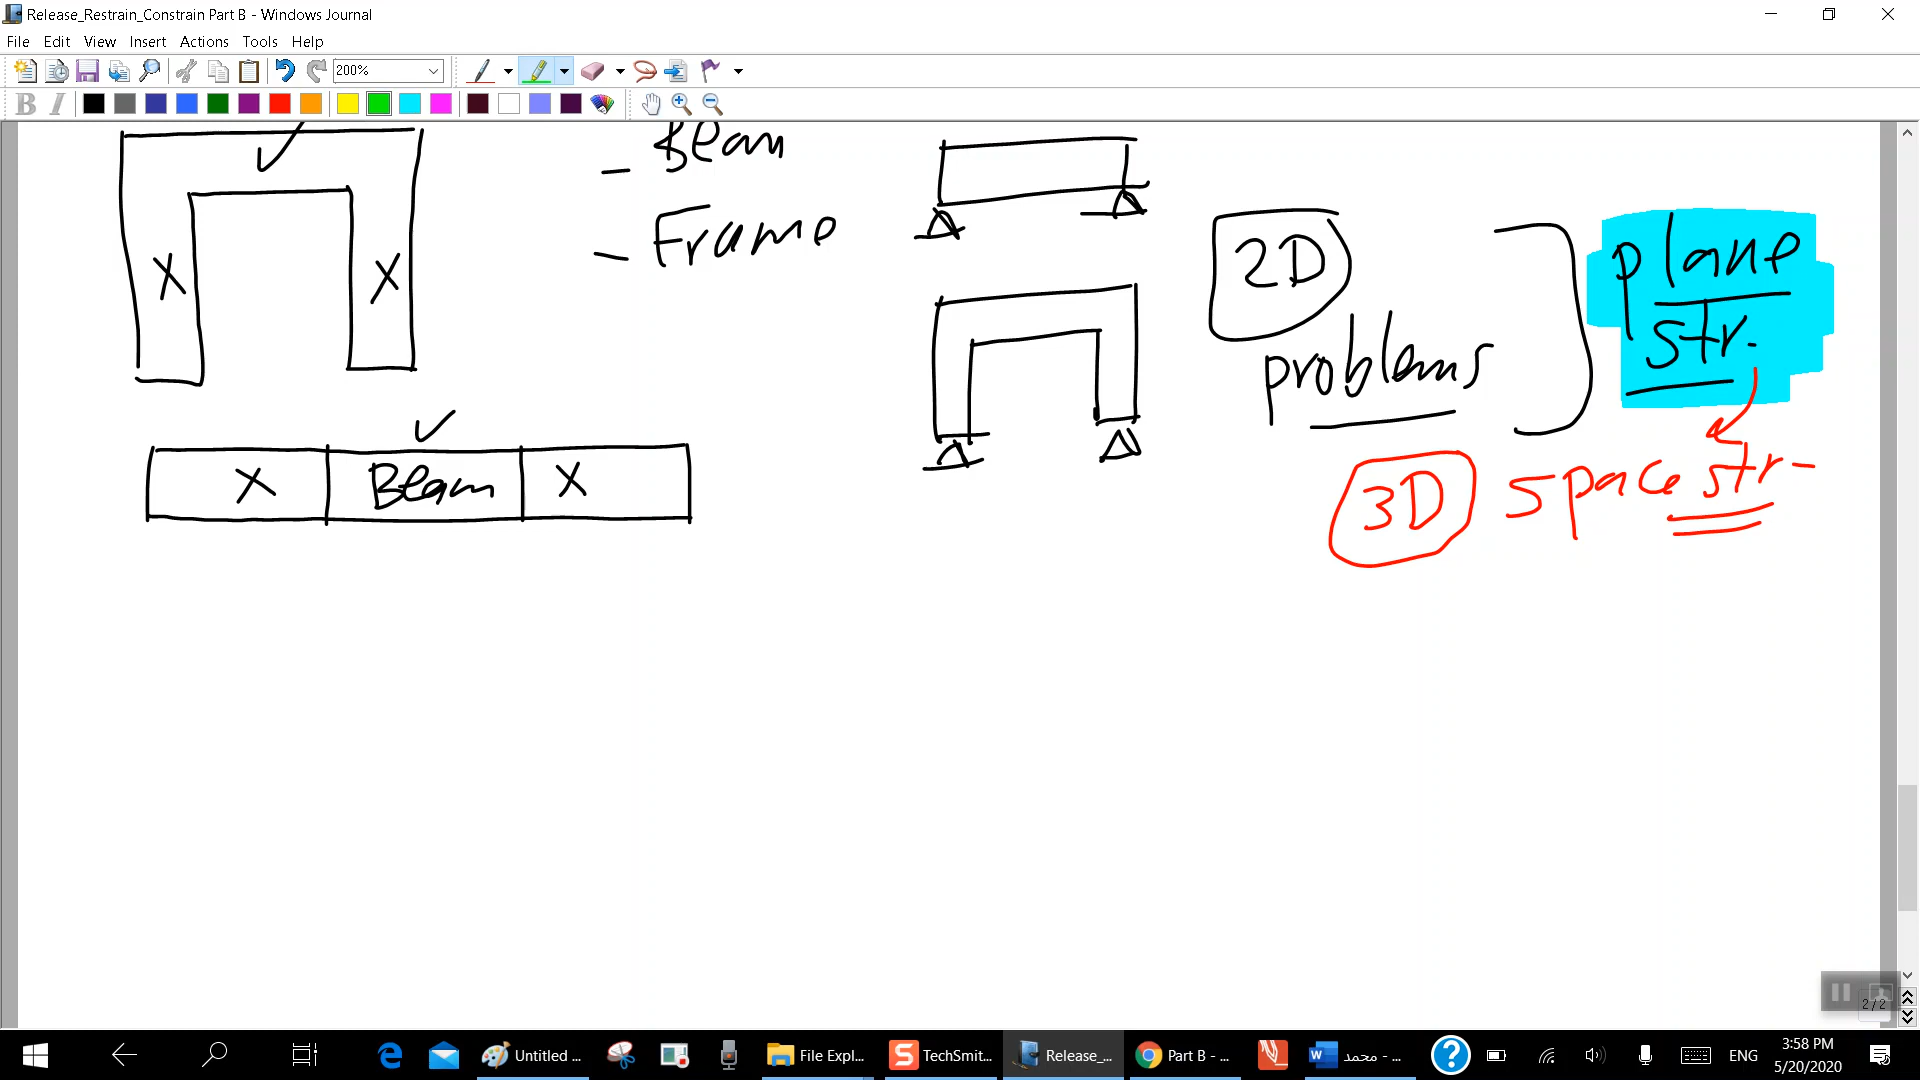 Release_Restrain_Constrain Part B - Windows Journal
File Edit View Insert Actions Tools Help
200%
B I
- Beam
- Frame
X X
X Beam X
2D
problems
plane
str.
3D space str-
2/2
Untitled ...
File Expl...
TechSmit...
Release_...
Part B - ...
محمد - ...
ENG
3:58 PM
5/20/2020